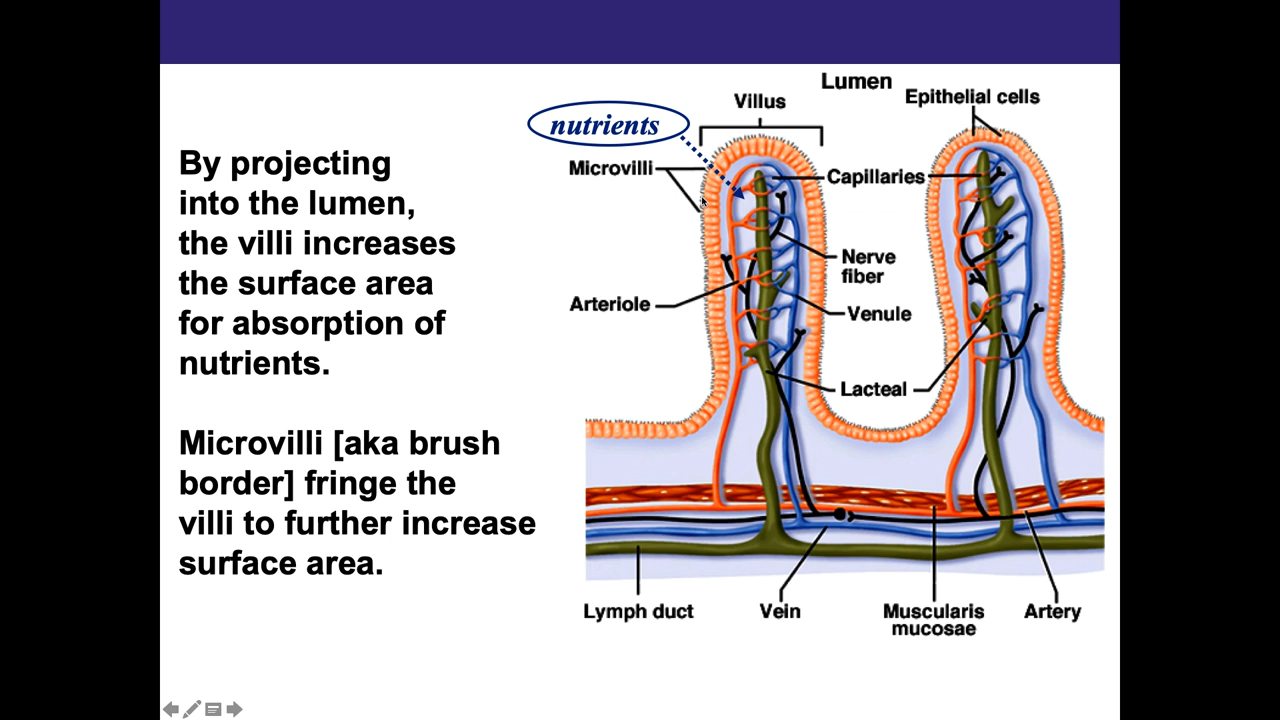 By projecting
into the lumen,
the villi increases
the surface area
for absorption of
nutrients.
Microvilli [aka brush
border] fringe the
villi to further increase
surface area.
Lumen
Villus
Epithelial cells
nutrients
Microvilli
Capillaries
Nerve
fiber
Arteriole
Venule
Lacteal
Lymph duct
Vein
Muscularis
mucosae
Artery